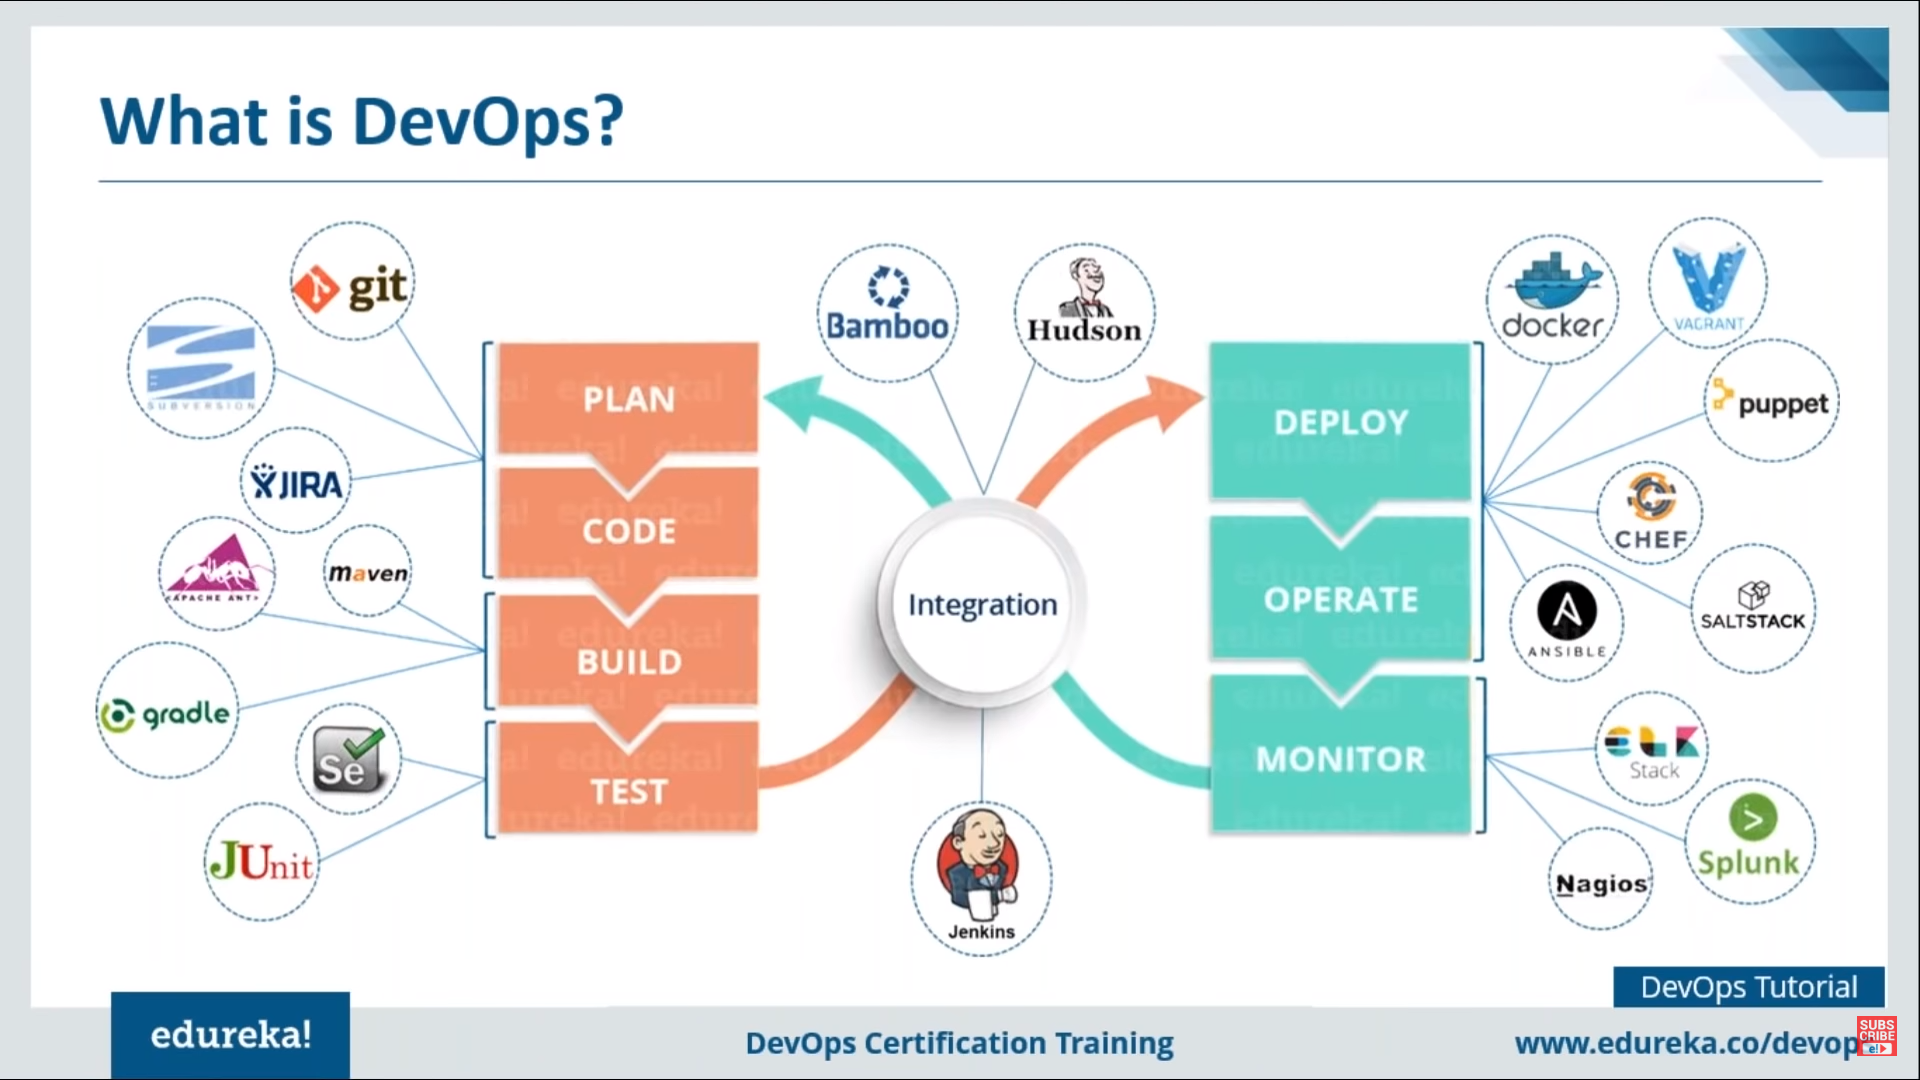 What is DevOps?
git
SUBVERSION
JIRA
APACHE ANT
maven
gradle
Se
JUnit
PLAN
CODE
BUILD
TEST
Bamboo
Hudson
Integration
Jenkins
DEPLOY
OPERATE
MONITOR
docker
VAGRANT
puppet
CHEF
SALTSTACK
ANSIBLE
ELK
Stack
Splunk
Nagios
DevOps Tutorial
edureka!
DevOps Certification Training
www.edureka.co/devop
SUBS
CRIBE
e!